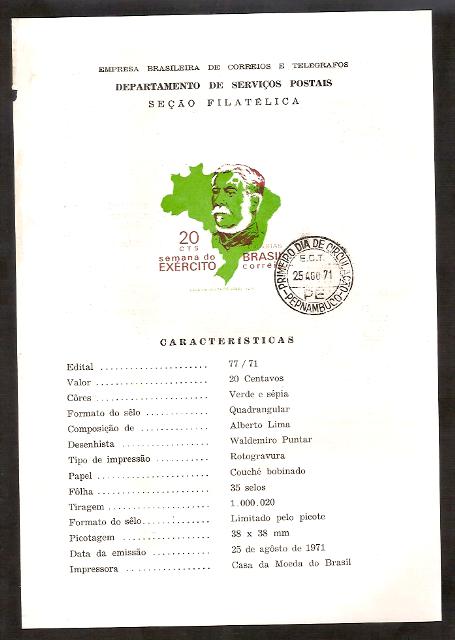 EMPRESA BRASILEIRA DE CORREIOS E TELEGRAFOS
DEPARTAMENTO DE SERVIÇOS POSTAIS
SEÇÃO FILATÉLICA
20
CTS
semana do
EXÉRCITO
BRASIL
correio
PRIMEIRO DIA DE CIRCULAÇÃO
E.C.T.
25 AGO 71
PE
PERNAMBUCO
CARACTERÍSTICAS
Edital ...................... 77/71
Valor ...................... 20 Centavos
Côres ...................... Verde e sépia
Formato do sêlo ............ Quadrangular
Composição de ............. Alberto Lima
Desenhista ................. Waldemiro Puntar
Tipo de impressão .......... Rotogravura
Papel ...................... Couché bobinado
Fôlha ...................... 35 selos
Tiragem .................... 1.000.020
Formato do sêlo............. Limitado pelo picote
Picotagem .................. 38 x 38 mm
Data da emissão ............ 25 de agôsto de 1971
Impressora ................. Casa da Moeda do Brasil